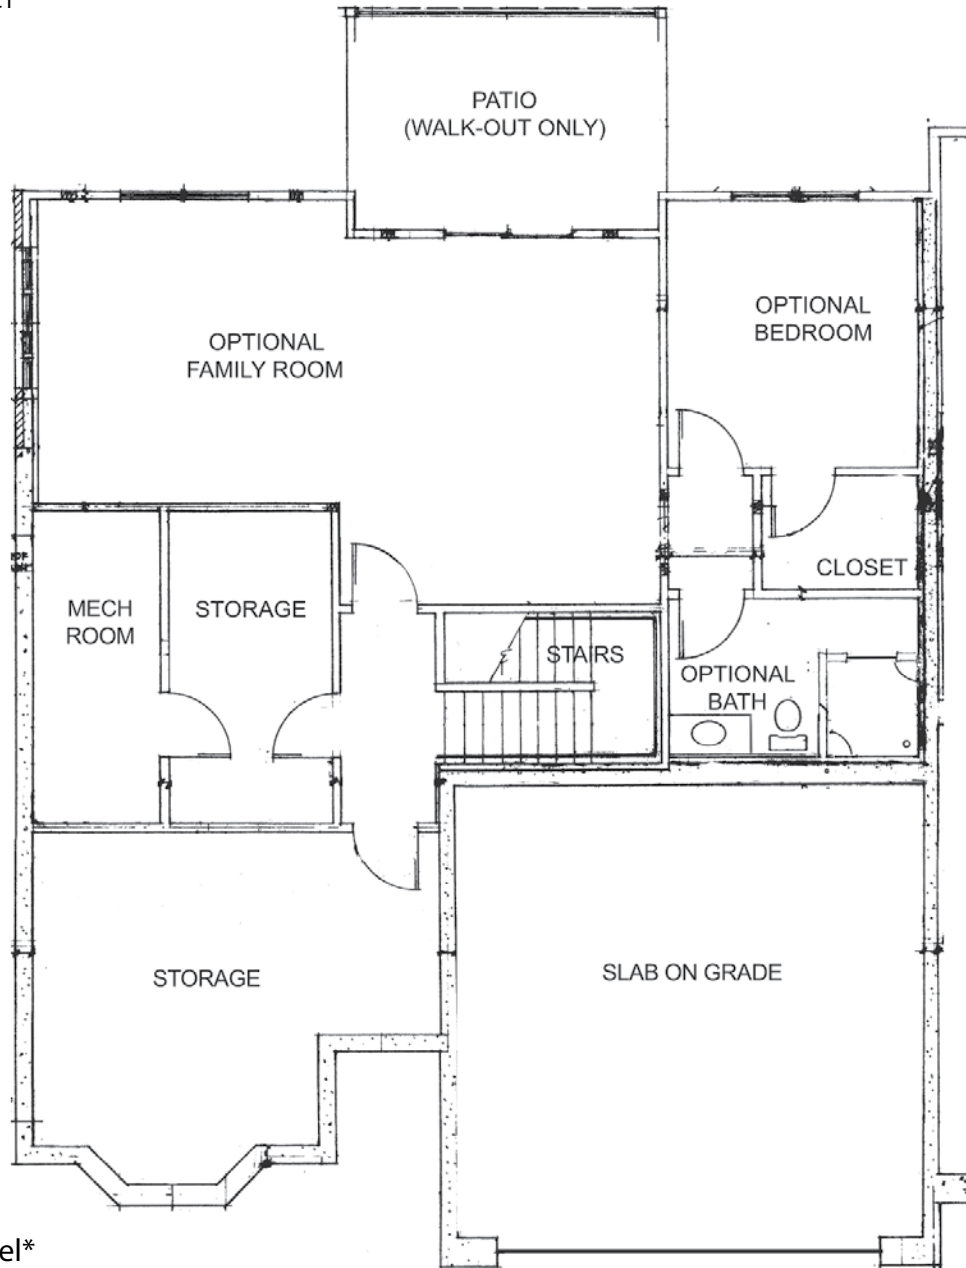 PATIO
(WALK-OUT ONLY)
OPTIONAL
BEDROOM
OPTIONAL
FAMILY ROOM
CLOSET
MECH
ROOM
STORAGE
STAIRS
OPTIONAL
BATH
STORAGE
SLAB ON GRADE
el*